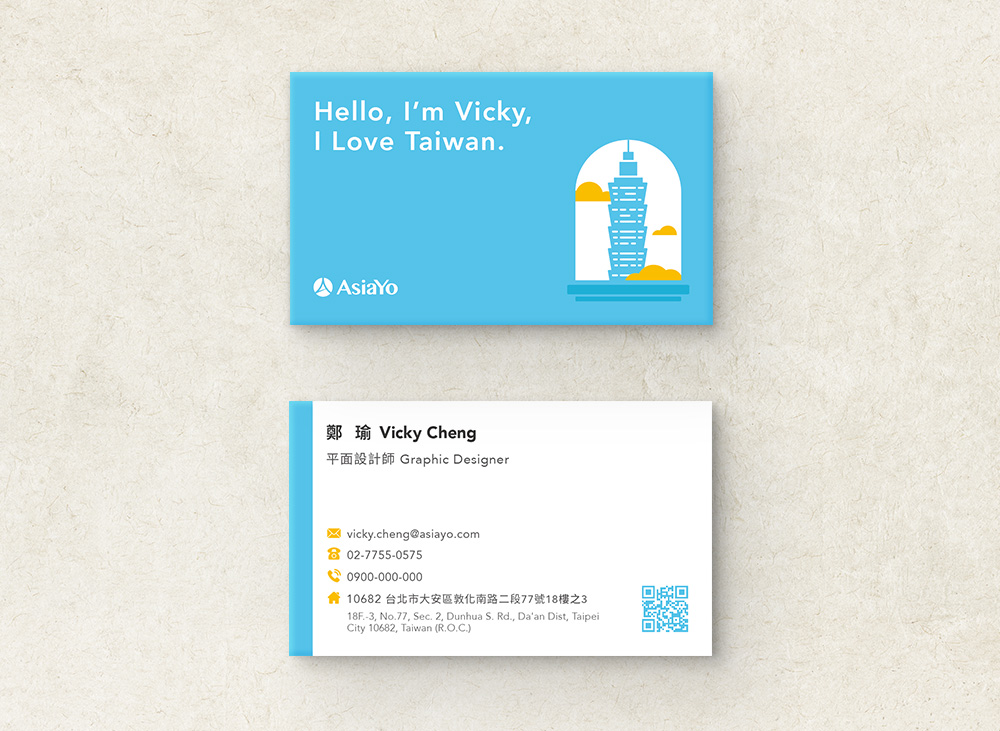 Hello, I'm Vicky,
I Love Taiwan.
AsiaYo
鄭 瑜 Vicky Cheng
平面設計師 Graphic Designer
vicky.cheng@asiayo.com
02-7755-0575
0900-000-000
10682 台北市大安區敦化南路二段77號18樓之3
18F.-3, No.77, Sec. 2, Dunhua S. Rd., Da'an Dist, Taipei
City 10682, Taiwan (R.O.C.)